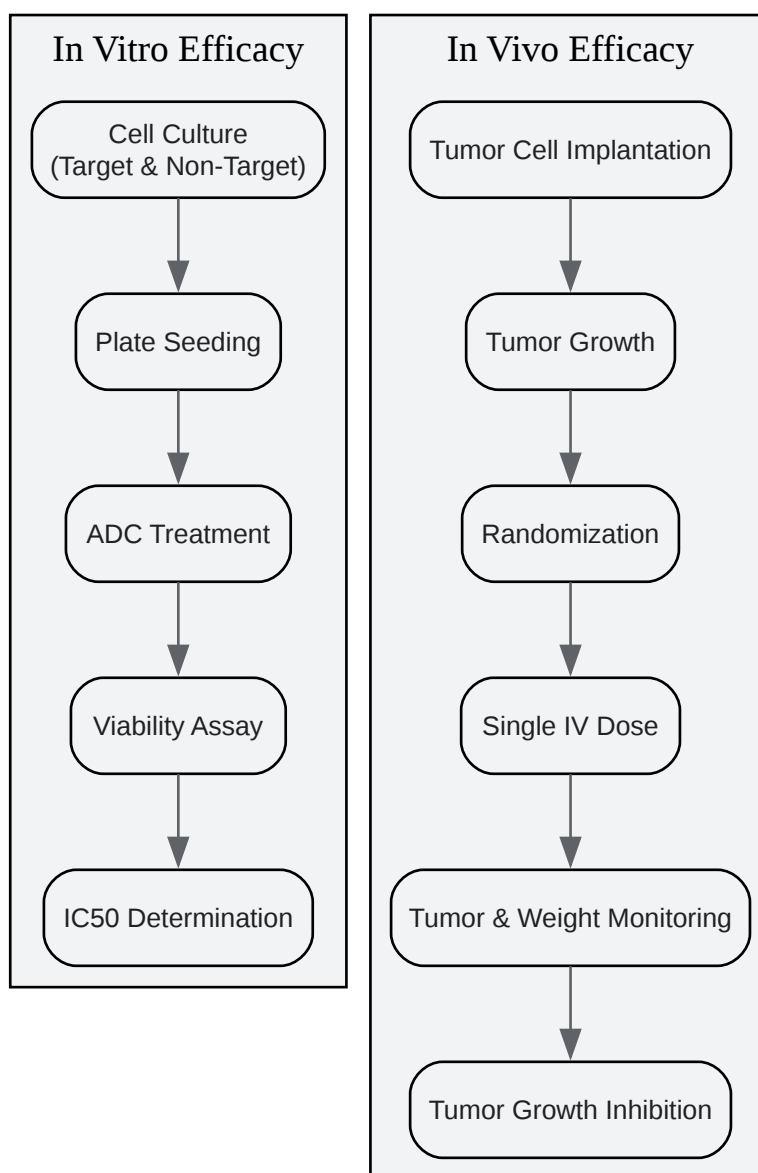 In Vitro Efficacy
Cell Culture
(Target & Non-Target)
Plate Seeding
ADC Treatment
Viability Assay
IC50 Determination
In Vivo Efficacy
Tumor Cell Implantation
Tumor Growth
Randomization
Single IV Dose
Tumor & Weight Monitoring
Tumor Growth Inhibition